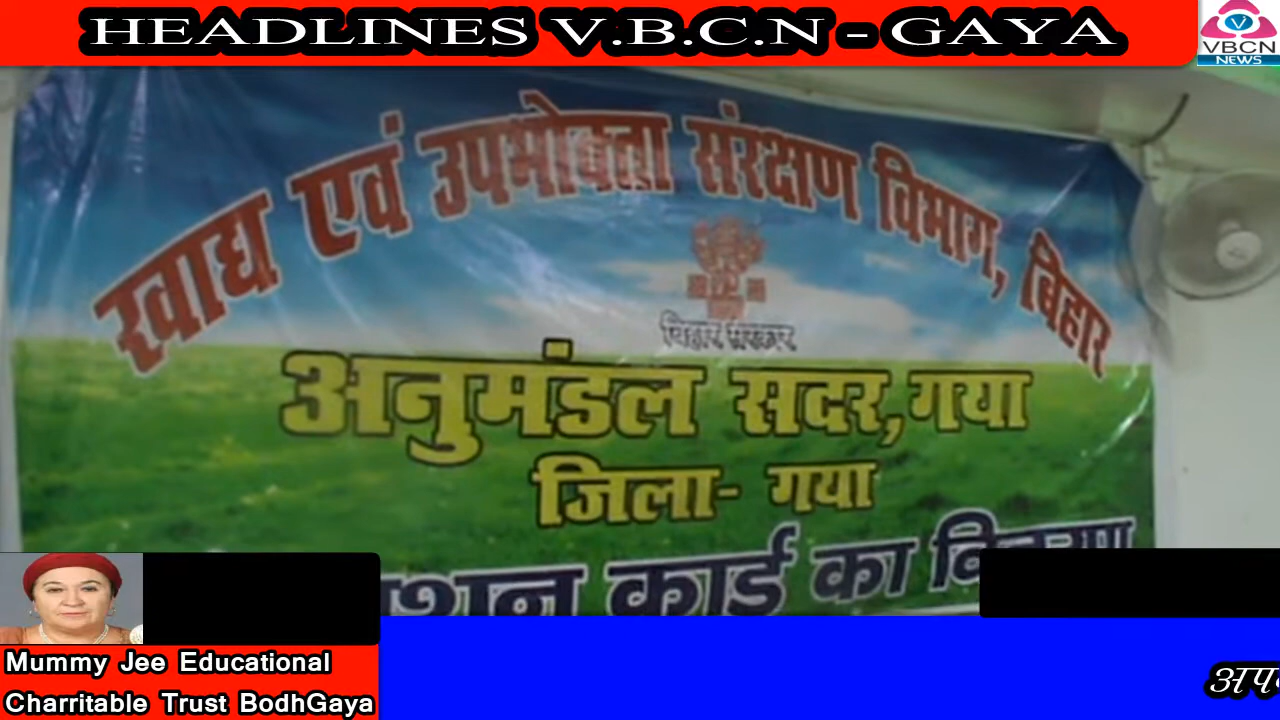 HEADLINES V.B.C.N - GAYA
VBCN
NEWS
खाद्य एवं उपभोक्ता संरक्षण विभाग, बिहार
बिहार सरकार
अनुमंडल सदर, गया
जिला- गया
कार्ड का
Mummy Jee Educational
Charritable Trust BodhGaya